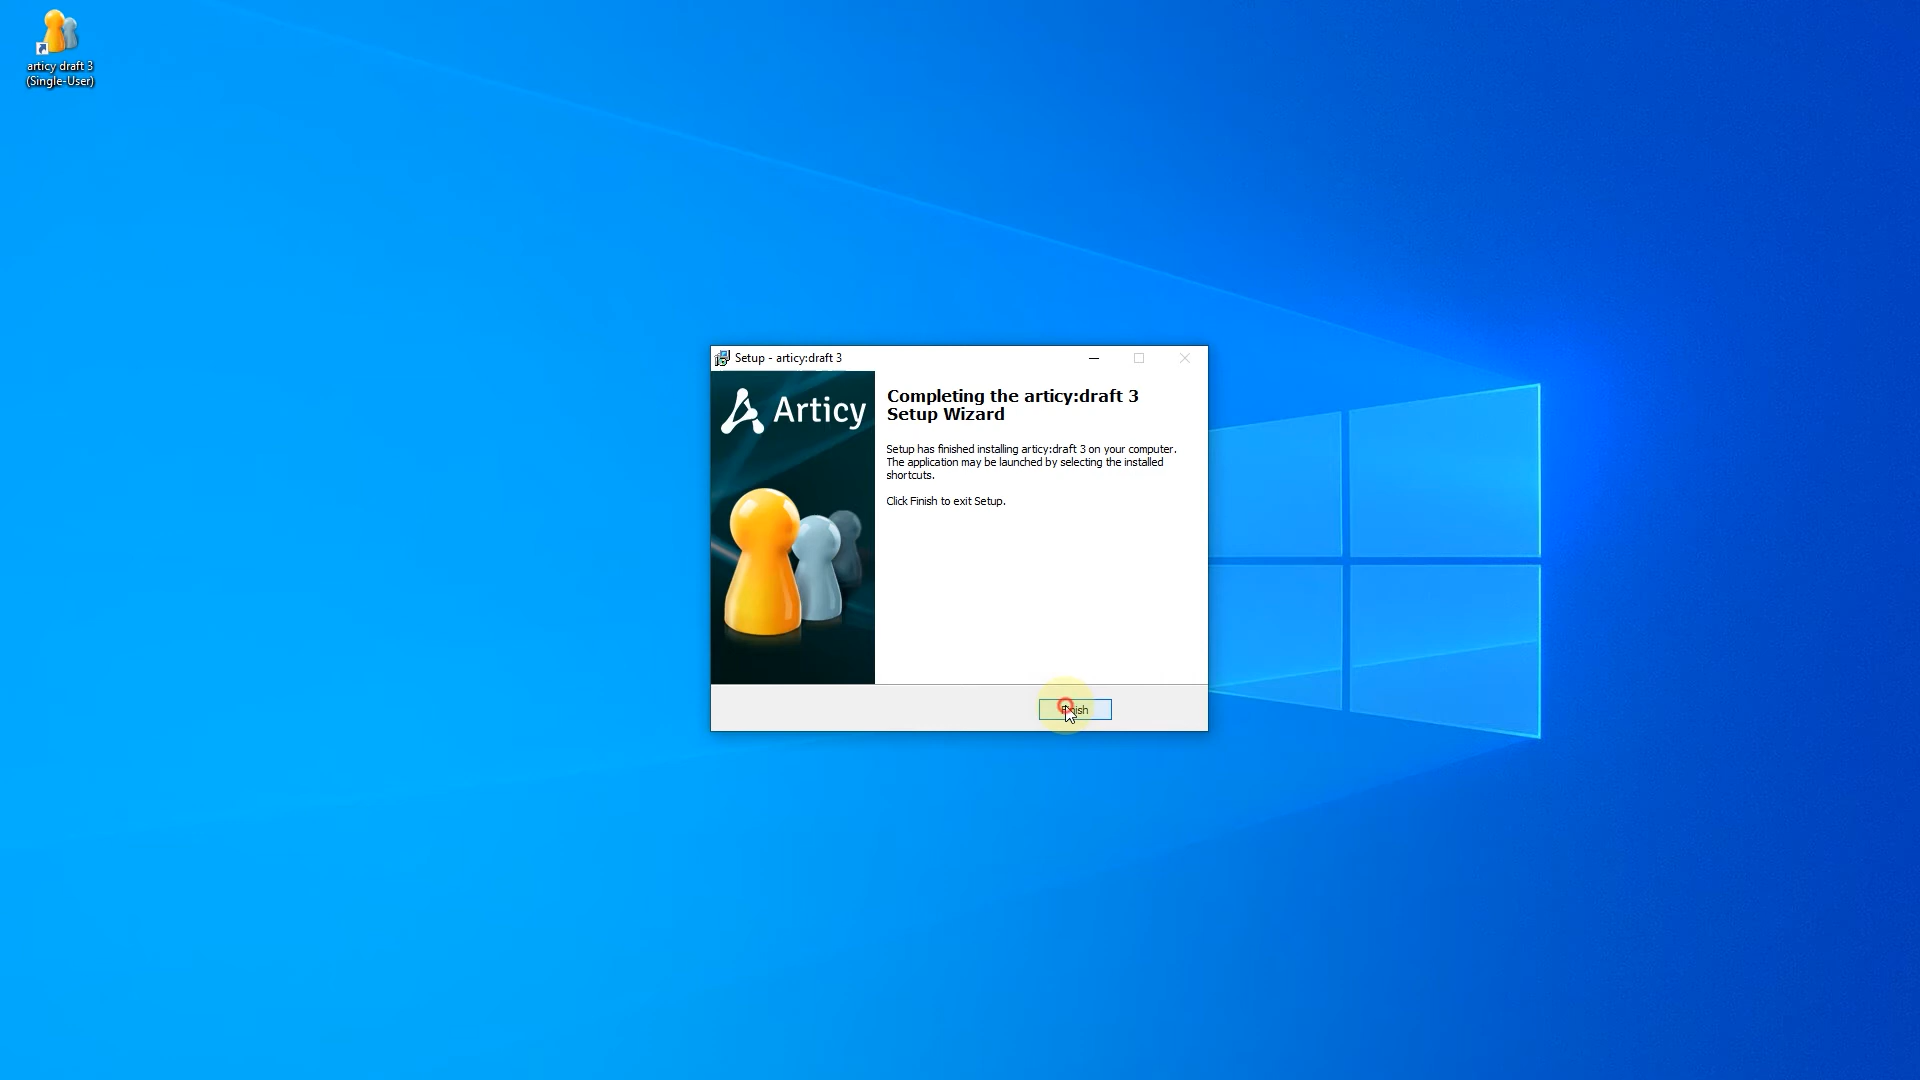 articy draft 3
(Single-User)
Setup - articy:draft 3
Articy
Completing the articy:draft 3
Setup Wizard
Setup has finished installing articy:draft 3 on your computer.
The application may be launched by selecting the installed
shortcuts.
Click Finish to exit Setup.
Finish